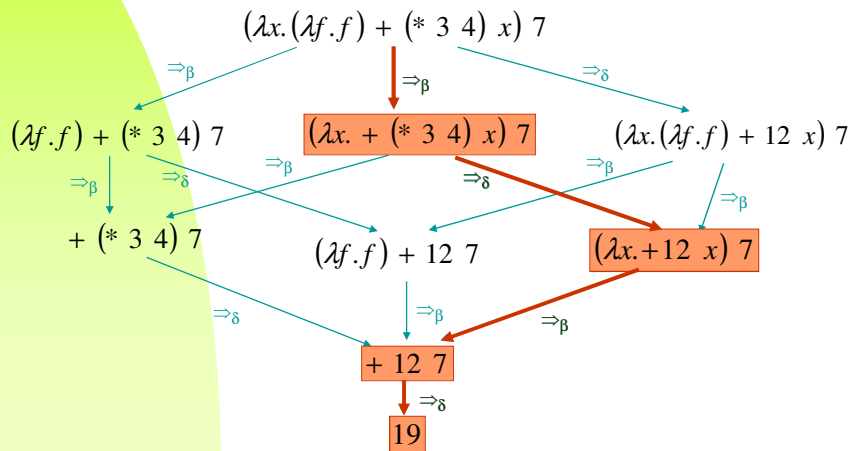 (λx.(λf.f) + (* 3 4) x) 7
⇒β ⇒β ⇒δ
(λf.f) + (* 3 4) 7 (λx. + (* 3 4) x) 7 (λx.(λf.f) + 12 x) 7
⇒β ⇒δ ⇒β ⇒δ ⇒β ⇒β
+ (* 3 4) 7 (λf.f) + 12 7 (λx.+12 x) 7
⇒δ ⇒β ⇒β
+ 12 7
⇒δ
19